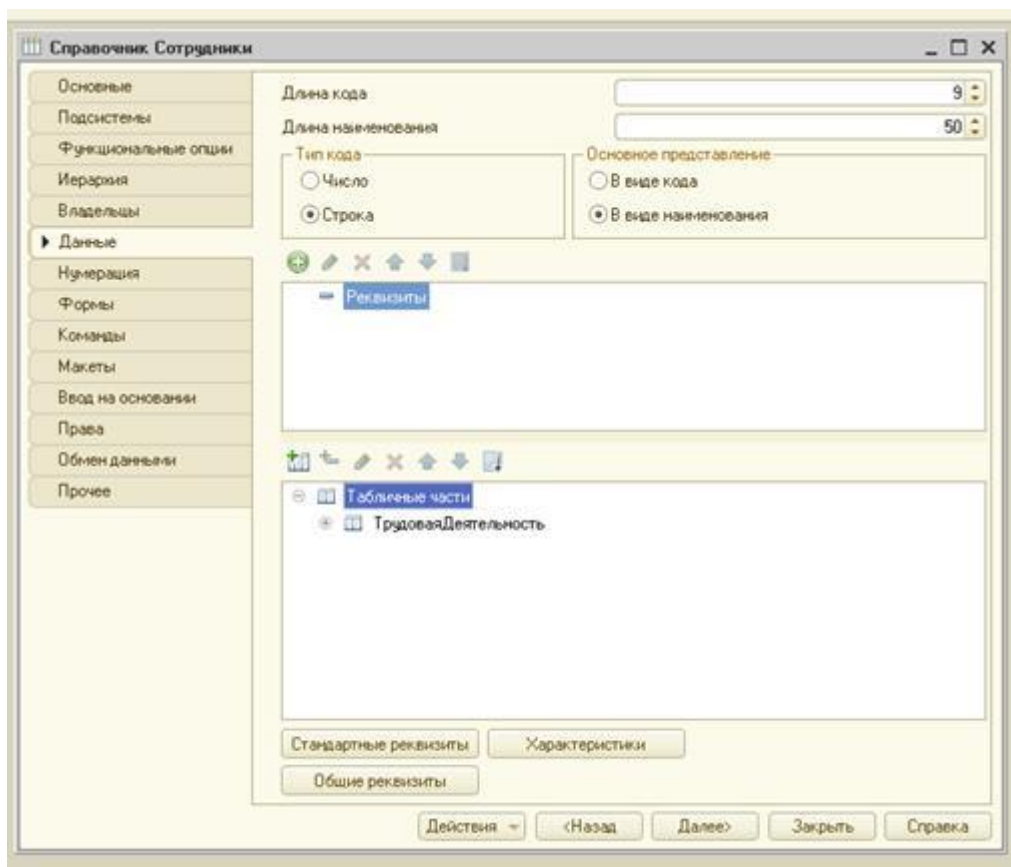 Справочник Сотрудники
Основные
Подсистемы
Функциональные опции
Иерархия
Владельцы
Данные
Нумерация
Формы
Команды
Макеты
Ввод на основании
Права
Обмен данными
Прочее
Длина кода 9
Длина наименования 50
Тип кода
Число
Строка
Основное представление
В виде кода
В виде наименования
Реквизиты
Табличные части
ТрудоваяДеятельность
Стандартные реквизиты Характеристики
Общие реквизиты
Действия <Назад Далее> Закрыть Справка